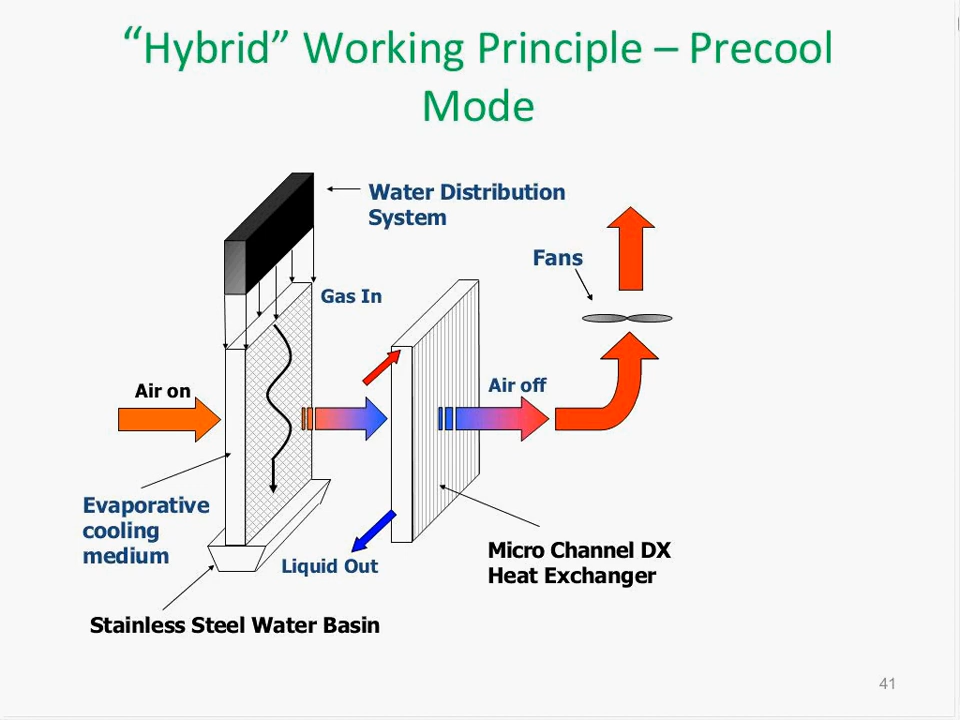 “Hybrid” Working Principle – Precool
Mode
Water Distribution
System
Fans
Gas In
Air on
Air off
Evaporative
cooling
medium
Liquid Out
Micro Channel DX
Heat Exchanger
Stainless Steel Water Basin
41